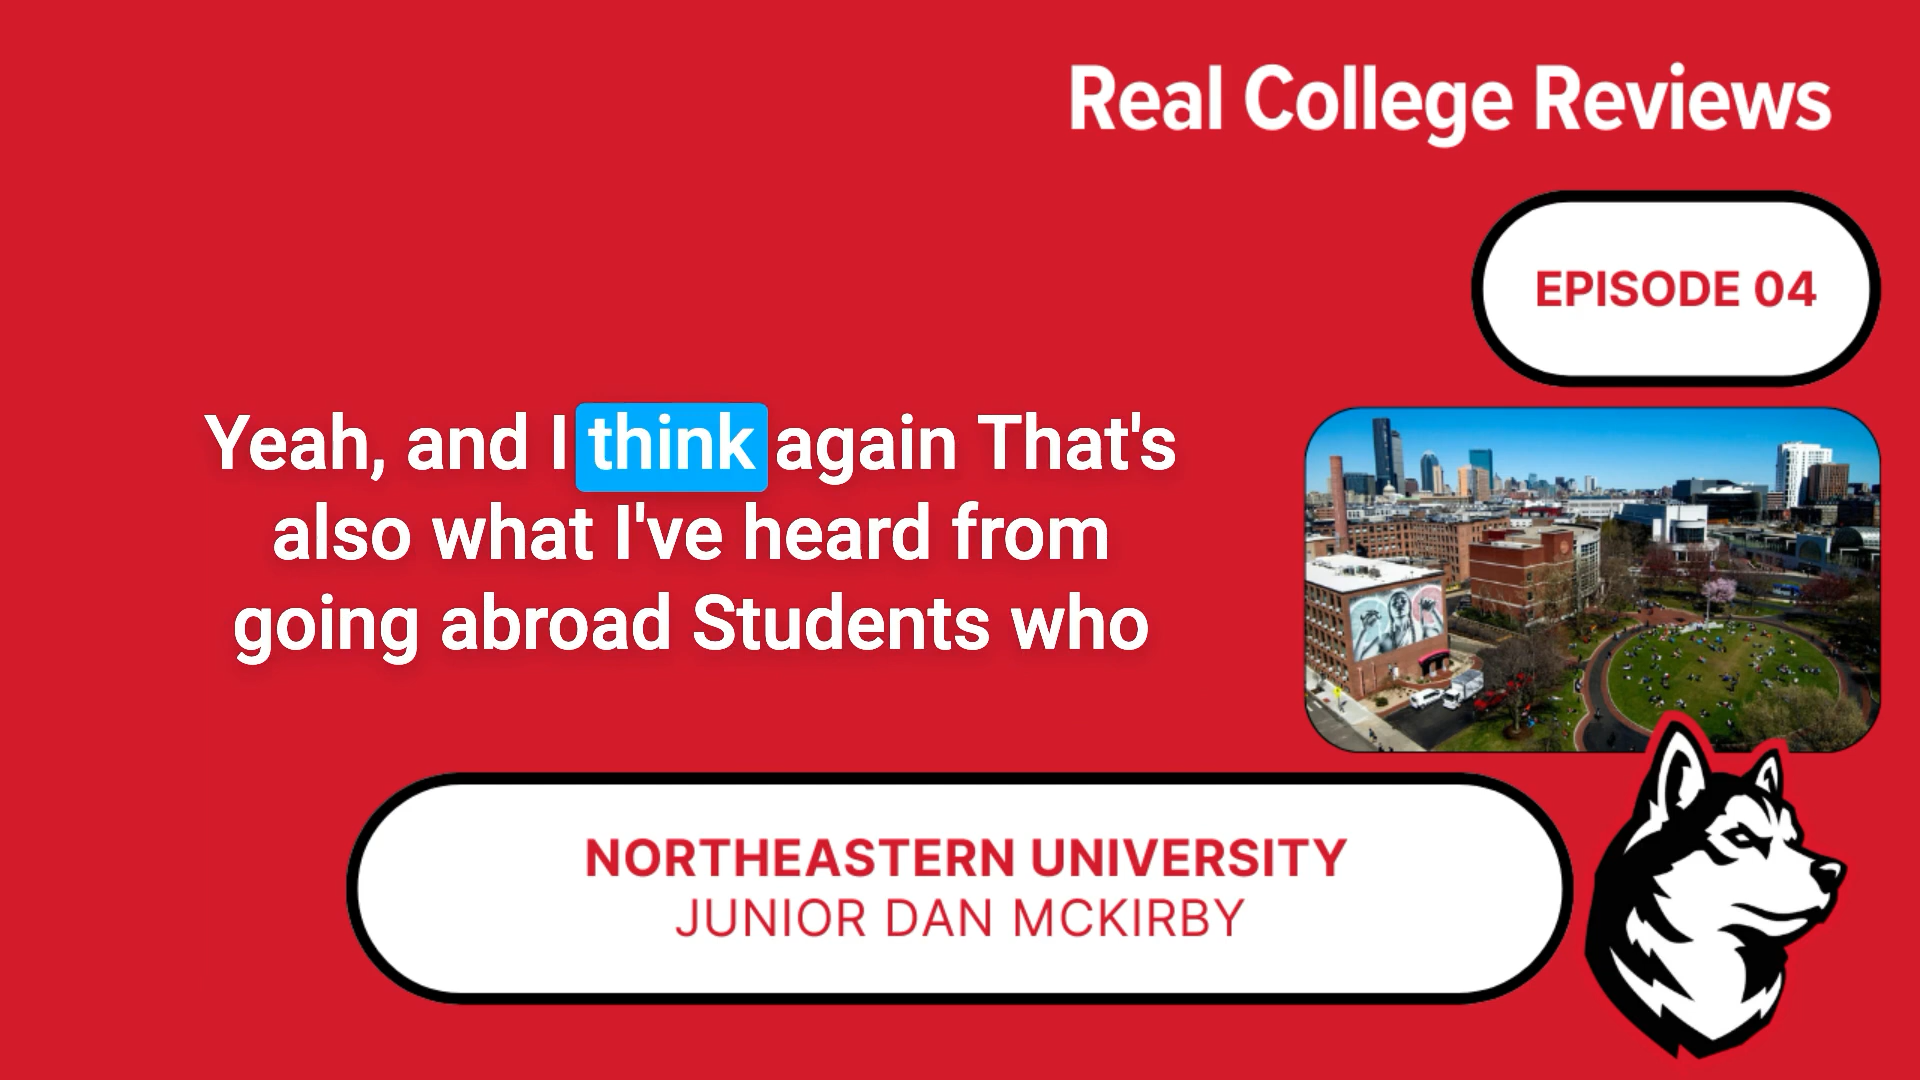 Real College Reviews
EPISODE 04
Yeah, and I think again That's
also what I've heard from
going abroad Students who
NORTHEASTERN UNIVERSITY
JUNIOR DAN MCKIRBY